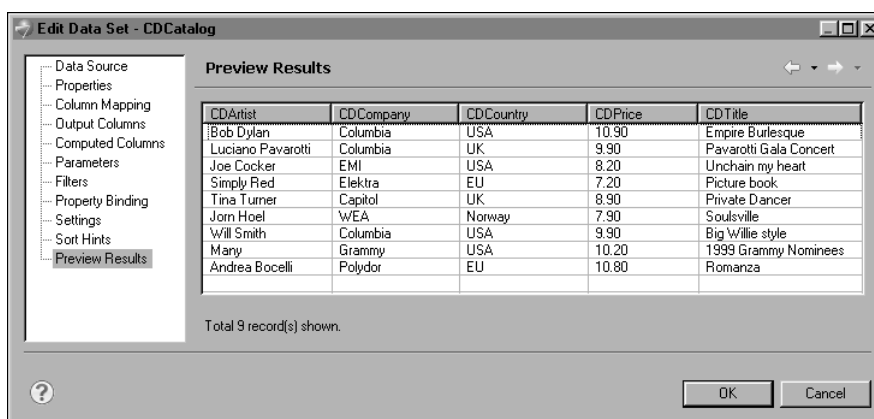 Edit Data Set - CDCatalog
Data Source
Properties
Column Mapping
Output Columns
Computed Columns
Parameters
Filters
Property Binding
Settings
Sort Hints
Preview Results
Preview Results
CDArtist CDCompany CDCountry CDPrice CDTitle
Bob Dylan Columbia USA 10.90 Empire Burlesque
Luciano Pavarotti Columbia UK 9.90 Pavarotti Gala Concert
Joe Cocker EMI USA 8.20 Unchain my heart
Simply Red Elektra EU 7.20 Picture book
Tina Turner Capitol UK 8.90 Private Dancer
Jorn Hoel WEA Norway 7.90 Soulsville
Will Smith Columbia USA 9.90 Big Willie style
Many Grammy USA 10.20 1999 Grammy Nominees
Andrea Bocelli Polydor EU 10.80 Romanza
Total 9 record(s) shown.
?
OK Cancel